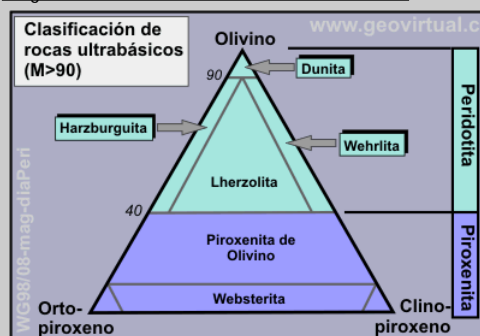 Clasificación de
rocas ultrabásicos
(M>90)
www.geovirtual.c
Olivino
90
Dunita
Harzburguita
Wehrlita
Peridotita
Lherzolita
40
Piroxenita de
Olivino
Piroxenita
Websterita
Orto-
piroxeno
Clino-
piroxeno
WG98/08-mag-diaPeri